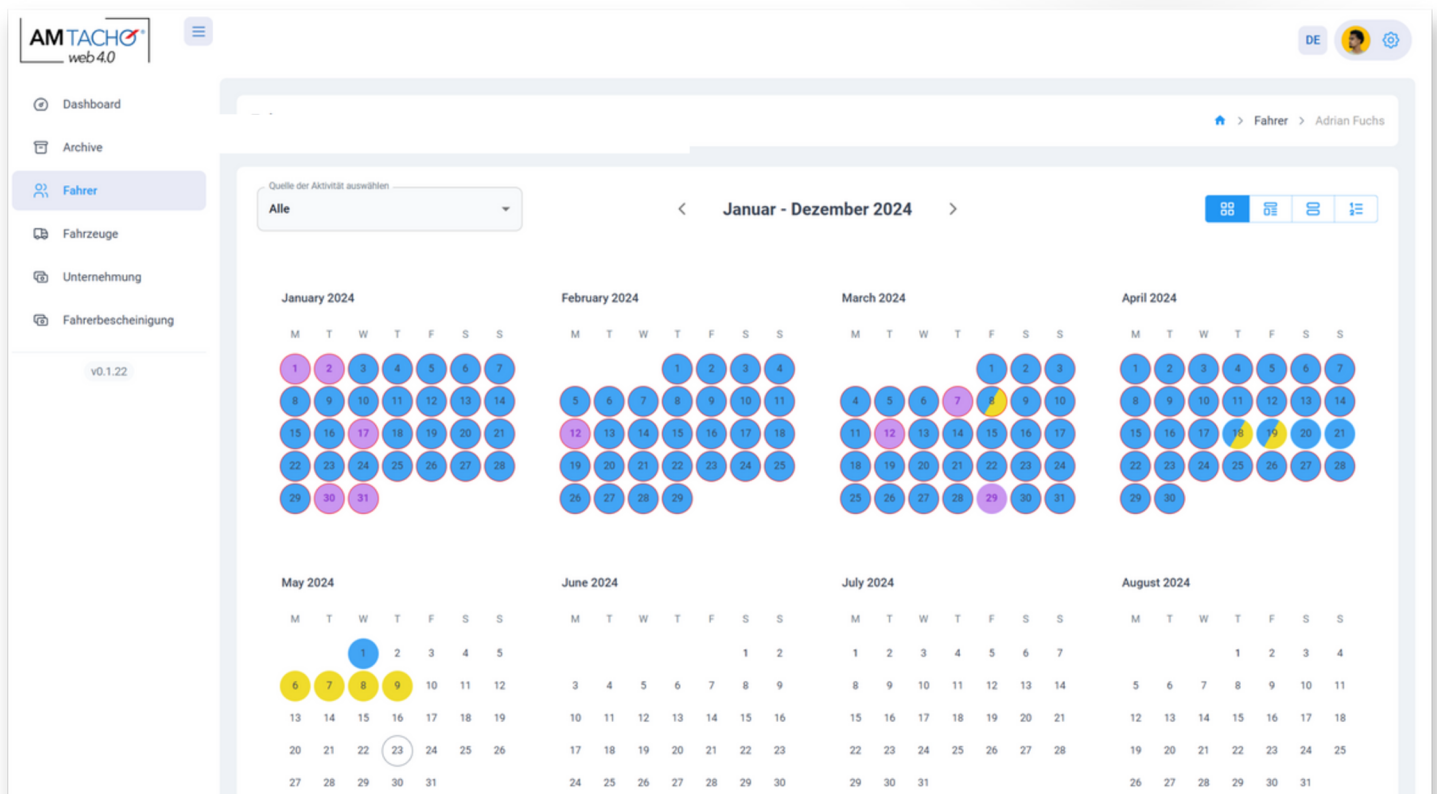 AMTACHO®
web 4.0
DE
Dashboard
Archive
Fahrer
Fahrzeuge
Unternehmung
Fahrerbescheinigung
v0.1.22
> Fahrer > Adrian Fuchs
Quelle der Aktivität auswählen
Alle
Januar - Dezember 2024
January 2024
M T W T F S S
1 2 3 4 5 6 7
8 9 10 11 12 13 14
15 16 17 18 19 20 21
22 23 24 25 26 27 28
29 30 31
February 2024
M T W T F S S
1 2 3 4
5 6 7 8 9 10 11
12 13 14 15 16 17 18
19 20 21 22 23 24 25
26 27 28 29
March 2024
M T W T F S S
1 2 3
4 5 6 7 8 9 10
11 12 13 14 15 16 17
18 19 20 21 22 23 24
25 26 27 28 29 30 31
April 2024
M T W T F S S
1 2 3 4 5 6 7
8 9 10 11 12 13 14
15 16 17 18 19 20 21
22 23 24 25 26 27 28
29 30
May 2024
M T W T F S S
1 2 3 4 5
6 7 8 9 10 11 12
13 14 15 16 17 18 19
20 21 22 23 24 25 26
27 28 29 30 31
June 2024
M T W T F S S
1 2
3 4 5 6 7 8 9
10 11 12 13 14 15 16
17 18 19 20 21 22 23
24 25 26 27 28 29 30
July 2024
M T W T F S S
1 2 3 4 5 6 7
8 9 10 11 12 13 14
15 16 17 18 19 20 21
22 23 24 25 26 27 28
29 30 31
August 2024
M T W T F S S
1 2 3 4
5 6 7 8 9 10 11
12 13 14 15 16 17 18
19 20 21 22 23 24 25
26 27 28 29 30 31